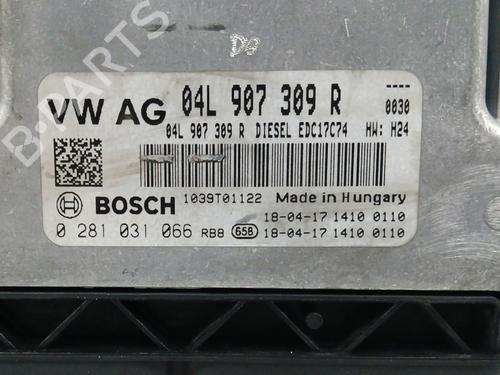 B-PARTS
VW AG 04L 907 309 R
0030
04L 907 309 R DIESEL EDC17C74 HW: H24
1039T01122 Made in Hungary
BOSCH 18-04-17 1410 0110
0 281 031 066 RB8 658 18-04-17 1410 0110